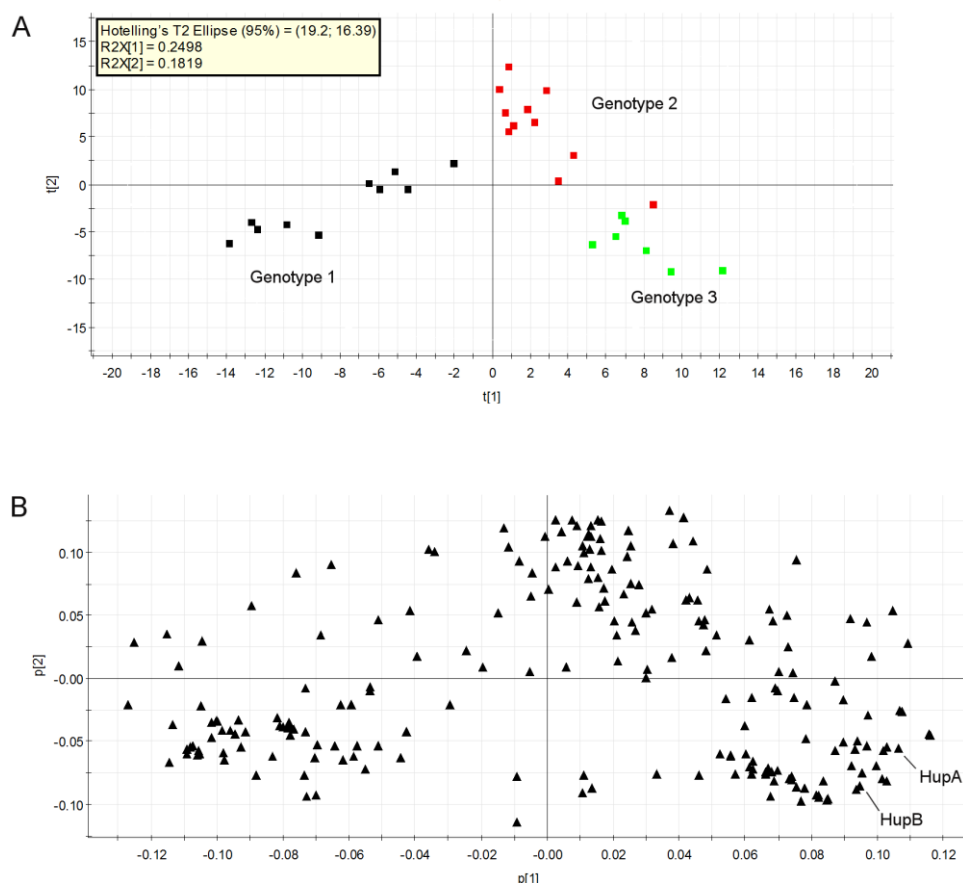 A
Hotelling's T2 Ellipse (95%) = (19.2; 16.39)
R2X[1] = 0.2498
R2X[2] = 0.1819
15
10
5
0
-5
-10
-15
t[2]
Genotype 2
Genotype 1
Genotype 3
-20 -18 -16 -14 -12 -10 -8 -6 -4 -2 0 2 4 6 8 10 12 14 16 18 20
t[1]
B
0.10
0.05
-0.00
-0.05
-0.10
p[2]
HupA
HupB
-0.12 -0.10 -0.08 -0.06 -0.04 -0.02 -0.00 0.02 0.04 0.06 0.08 0.10 0.12
p[1]